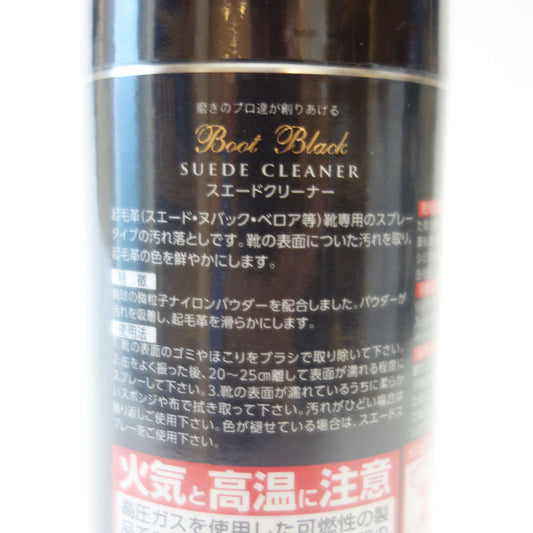 磨きのプロ達が創りあげる
Boot Black
SUEDE CLEANER
スエードクリーナー
起毛革(スエード・ヌバック・ベロア等)靴専用のスプレー
タイプの汚れ落としです。靴の表面についた汚れを取り、
起毛革の色を鮮やかにします。
特 徴
真球の微粒子ナイロンパウダーを配合しました。パウダーが
汚れを吸着し、起毛革を滑らかにします。
使用法
1.靴の表面のゴミやほこりをブラシで取り除いて下さい。
2.缶をよく振った後、20〜25cm離して表面が濡れる程度に
スプレーして下さい。3.靴の表面が濡れているうちに柔らか
いスポンジや布で拭き取って下さい。汚れがひどい場合は
繰り返しご使用下さい。色が褪せている場合は、スエードス
プレーをご使用下さい。
火気と高温に注意
高圧ガスを使用した可燃性の製